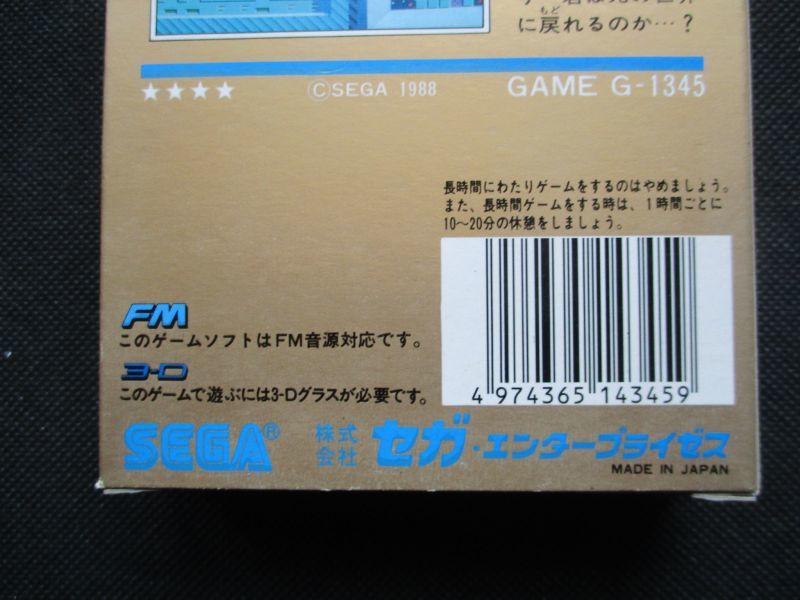 に戻れるのか…?
もど
★★★★ ©SEGA 1988 GAME G-1345
長時間にわたりゲームをするのはやめましょう。
また、長時間ゲームをする時は、1時間ごとに
10〜20分の休憩をしましょう。
4 974365 143459
FM
このゲームソフトはFM音源対応です。
3-D
このゲームで遊ぶには3-Dグラスが必要です。
SEGA® 株式会社 セガ・エンタープライゼス
MADE IN JAPAN